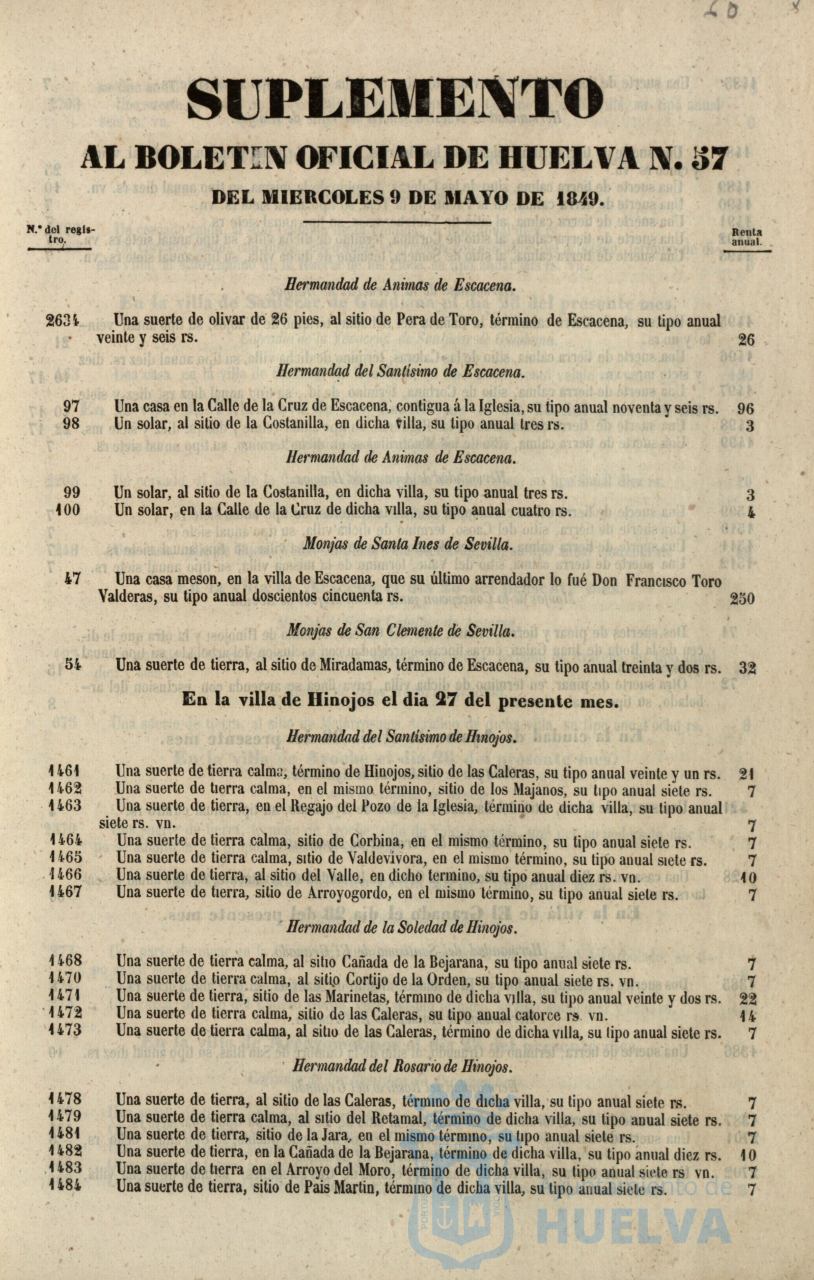 60
SUPLEMENTO
AL BOLETIN OFICIAL DE HUELVA N. 57
DEL MIERCOLES 9 DE MAYO DE 1849.
N.º del regis-
tro.
Renta
anual.
Hermandad de Animas de Escacena.
2634 Una suerte de olivar de 26 pies, al sitio de Pera de Toro, término de Escacena, su tipo anual
veinte y seis rs. 26
Hermandad del Santísimo de Escacena.
97 Una casa en la Calle de la Cruz de Escacena, contigua á la Iglesia, su tipo anual noventa y seis rs. 96
98 Un solar, al sitio de la Costanilla, en dicha villa, su tipo anual tres rs. 3
Hermandad de Animas de Escacena.
99 Un solar, al sitio de la Costanilla, en dicha villa, su tipo anual tres rs. 3
100 Un solar, en la Calle de la Cruz de dicha villa, su tipo anual cuatro rs. 4
Monjas de Santa Ines de Sevilla.
47 Una casa meson, en la villa de Escacena, que su último arrendador lo fué Don Francisco Toro
Valderas, su tipo anual doscientos cincuenta rs. 250
Monjas de San Clemente de Sevilla.
54 Una suerte de tierra, al sitio de Miradamas, término de Escacena, su tipo anual treinta y dos rs. 32
En la villa de Hinojos el dia 27 del presente mes.
Hermandad del Santísimo de Hinojos.
1461 Una suerte de tierra calma, término de Hinojos, sitio de las Caleras, su tipo anual veinte y un rs. 21
1462 Una suerte de tierra calma, en el mismo término, sitio de los Majanos, su tipo anual siete rs. 7
1463 Una suerte de tierra, en el Regajo del Pozo de la Iglesia, término de dicha villa, su tipo anual
siete rs. vn. 7
1464 Una suerte de tierra calma, sitio de Corbina, en el mismo término, su tipo anual siete rs. 7
1465 Una suerte de tierra calma, sitio de Valdevivora, en el mismo término, su tipo anual siete rs. 7
1466 Una suerte de tierra, al sitio del Valle, en dicho termino, su tipo anual diez rs. vn. 10
1467 Una suerte de tierra, sitio de Arroyogordo, en el mismo término, su tipo anual siete rs. 7
Hermandad de la Soledad de Hinojos.
1468 Una suerte de tierra calma, al sitio Cañada de la Bejarana, su tipo anual siete rs. 7
1470 Una suerte de tierra calma, al sitio Cortijo de la Orden, su tipo anual siete rs. vn. 7
1471 Una suerte de tierra, sitio de las Marinetas, término de dicha villa, su tipo anual veinte y dos rs. 22
1472 Una suerte de tierra calma, sitio de las Caleras, su tipo anual catorce rs. vn. 14
1473 Una suerte de tierra calma, al sitio de las Caleras, término de dicha villa, su tipo anual siete rs. 7
Hermandad del Rosario de Hinojos.
1478 Una suerte de tierra, al sitio de las Caleras, término de dicha villa, su tipo anual siete rs. 7
1479 Una suerte de tierra calma, al sitio del Retamal, término de dicha villa, su tipo anual siete rs. 7
1481 Una suerte de tierra, sitio de la Jara, en el mismo término, su tipo anual siete rs. 7
1482 Una suerte de tierra, en la Cañada de la Bejarana, término de dicha villa, su tipo anual diez rs. 10
1483 Una suerte de tierra en el Arroyo del Moro, término de dicha villa, su tipo anual siete rs vn. 7
1484 Una suerte de tierra, sitio de Pais Martin, término de dicha villa, su tipo anual siete rs. 7
HUELVA